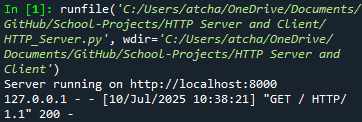 In [1]: runfile('C:/Users/atcha/OneDrive/Documents/
GitHub/School-Projects/HTTP Server and Client/
HTTP_Server.py', wdir='C:/Users/atcha/OneDrive/
Documents/GitHub/School-Projects/HTTP Server and
Client')
Server running on http://localhost:8000
127.0.0.1 - - [10/Jul/2025 10:38:21] "GET / HTTP/
1.1" 200 -